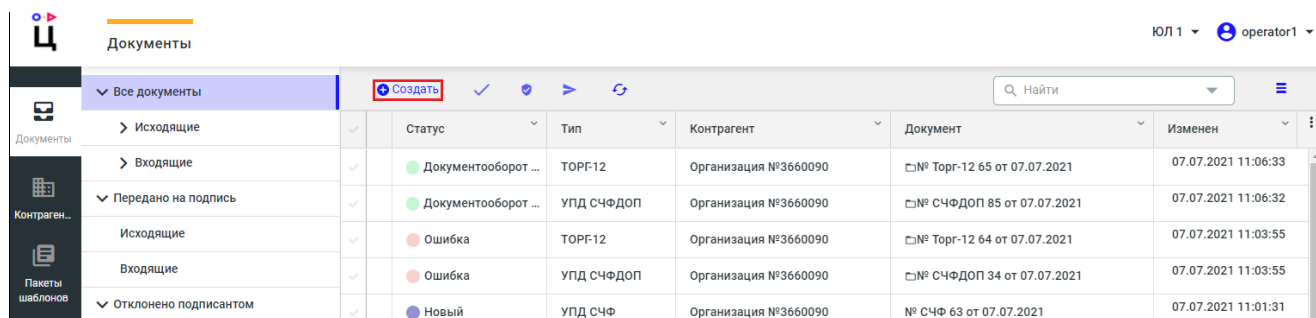 Ц
Документы
ЮЛ 1
operator1
Документы
Контраген...
Пакеты
шаблонов
Все документы
Исходящие
Входящие
Передано на подпись
Исходящие
Входящие
Отклонено подписантом
Создать
Найти
Статус Тип Контрагент Документ Изменен
Документооборот ... ТОРГ-12 Организация №3660090 № Торг-12 65 от 07.07.2021 07.07.2021 11:06:33
Документооборот ... УПД СЧФДОП Организация №3660090 № СЧФДОП 85 от 07.07.2021 07.07.2021 11:06:32
Ошибка ТОРГ-12 Организация №3660090 № Торг-12 64 от 07.07.2021 07.07.2021 11:03:55
Ошибка УПД СЧФДОП Организация №3660090 № СЧФДОП 34 от 07.07.2021 07.07.2021 11:03:55
Новый УПД СЧФ Организация №3660090 № СЧФ 63 от 07.07.2021 07.07.2021 11:01:31